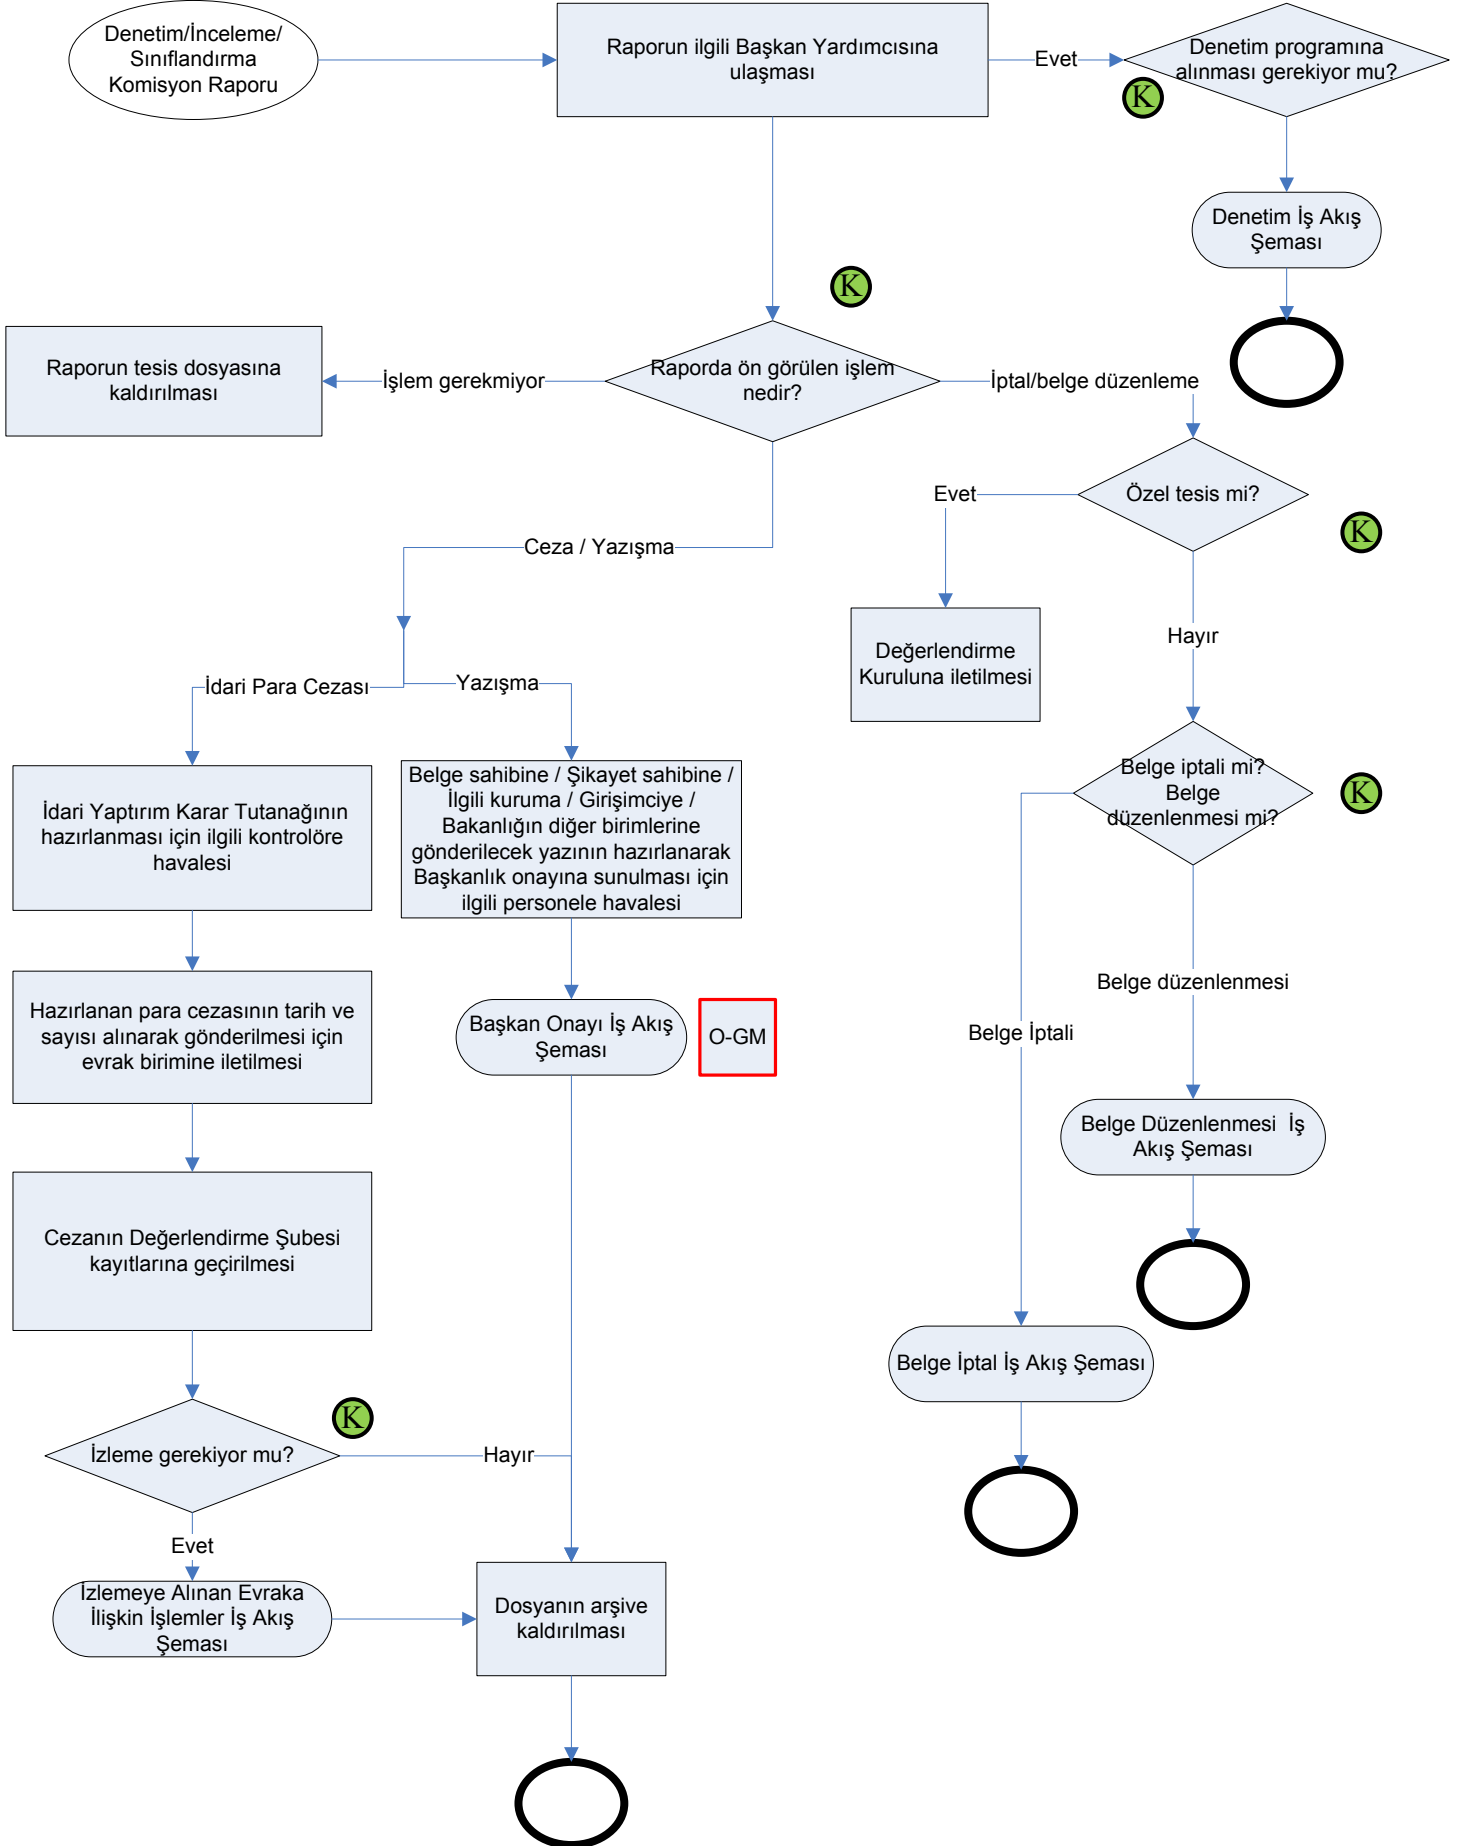 Denetim/İnceleme/
Sınıflandırma
Komisyon Raporu
Raporun ilgili Başkan Yardımcısına
ulaşması
Evet
Denetim programına
alınması gerekiyor mu?
K
Denetim İş Akış
Şeması
K
Raporun tesis dosyasına
kaldırılması
İşlem gerekmiyor
Raporda ön görülen işlem
nedir?
İptal/belge düzenleme
Evet
Özel tesis mi?
K
Ceza / Yazışma
Değerlendirme
Kuruluna iletilmesi
Hayır
İdari Para Cezası
Yazışma
Belge iptali mi?
Belge
düzenlenmesi mi?
K
İdari Yaptırım Karar Tutanağının
hazırlanması için ilgili kontrolöre
havalesi
Belge sahibine / Şikayet sahibine /
İlgili kuruma / Girişimciye /
Bakanlığın diğer birimlerine
gönderilecek yazının hazırlanarak
Başkanlık onayına sunulması için
ilgili personele havalesi
Belge düzenlenmesi
Hazırlanan para cezasının tarih ve
sayısı alınarak gönderilmesi için
evrak birimine iletilmesi
Başkan Onayı İş Akış
Şeması
O-GM
Belge İptali
Belge Düzenlenmesi  İş
Akış Şeması
Cezanın Değerlendirme Şubesi
kayıtlarına geçirilmesi
Belge İptal İş Akış Şeması
K
İzleme gerekiyor mu?
Hayır
Evet
İzlemeye Alınan Evraka
İlişkin İşlemler İş Akış
Şeması
Dosyanın arşive
kaldırılması